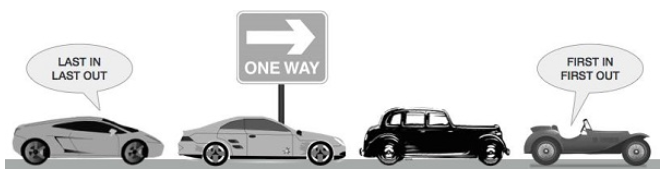 LAST IN
LAST OUT
ONE WAY
FIRST IN
FIRST OUT